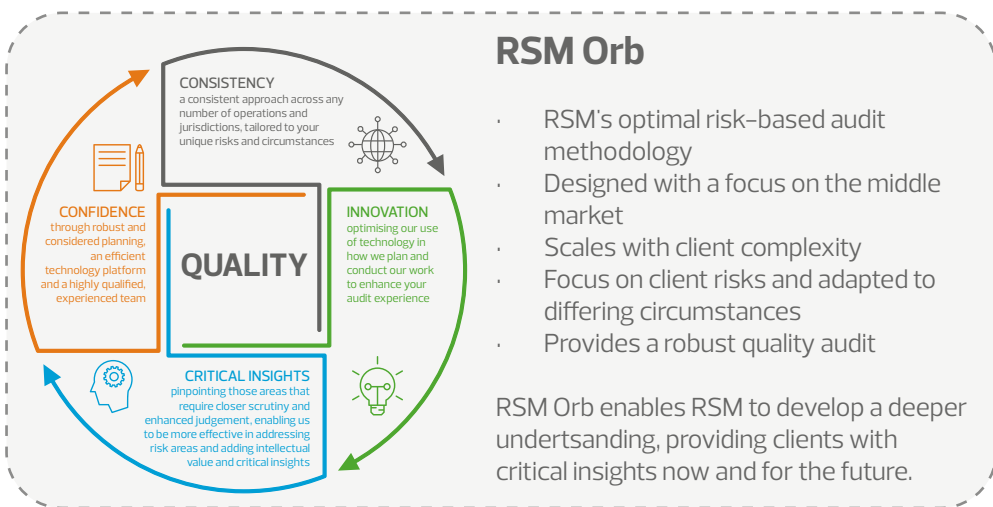 CONSISTENCY
a consistent approach across any
number of operations and
jurisdictions, tailored to your
unique risks and circumstances
CONFIDENCE
through robust and
considered planning,
an efficient
technology platform
and a highly qualified,
experienced team
QUALITY
INNOVATION
optimising our use
of technology in
how we plan and
conduct our work
to enhance your
audit experience
CRITICAL INSIGHTS
pinpointing those areas that
require closer scrutiny and
enhanced judgement, enabling us
to be more effective in addressing
risk areas and adding intellectual
value and critical insights
RSM Orb
· RSM's optimal risk-based audit
methodology
· Designed with a focus on the middle
market
· Scales with client complexity
· Focus on client risks and adapted to
differing circumstances
· Provides a robust quality audit
RSM Orb enables RSM to develop a deeper
undertsanding, providing clients with
critical insights now and for the future.